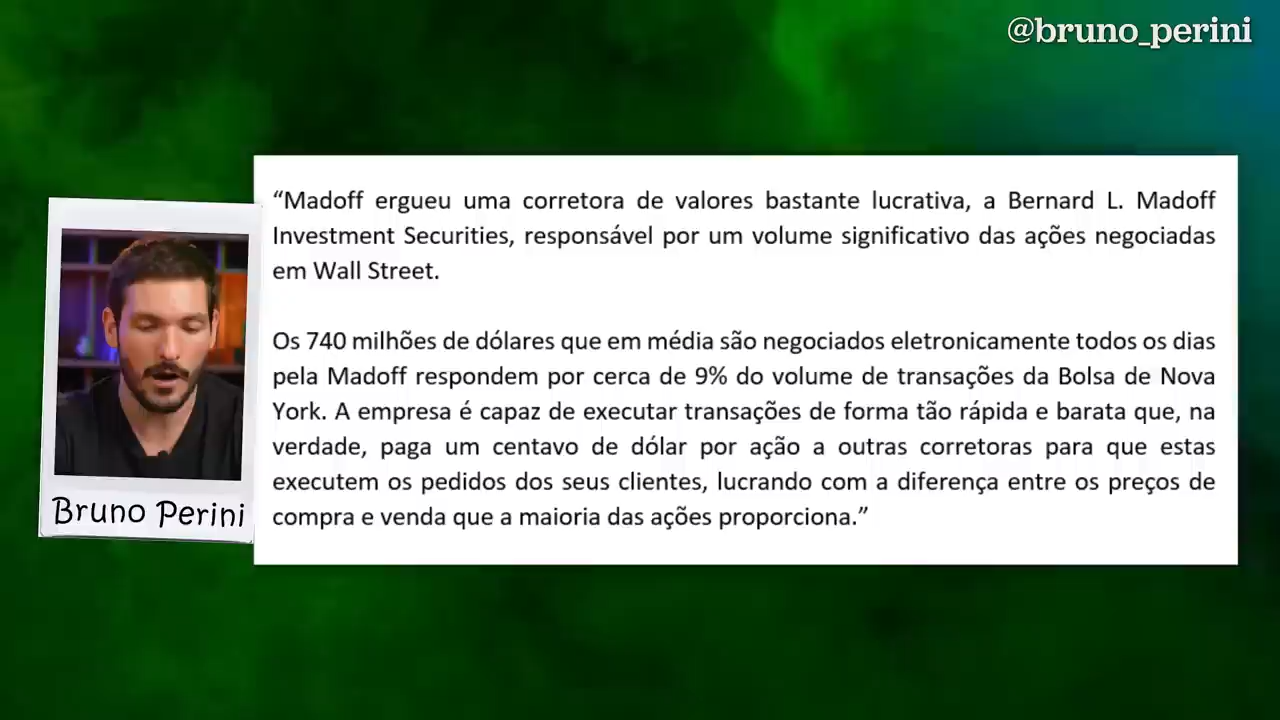 @bruno_perini
“Madoff ergueu uma corretora de valores bastante lucrativa, a Bernard L. Madoff
Investment Securities, responsável por um volume significativo das ações negociadas
em Wall Street.
Os 740 milhões de dólares que em média são negociados eletronicamente todos os dias
pela Madoff respondem por cerca de 9% do volume de transações da Bolsa de Nova
York. A empresa é capaz de executar transações de forma tão rápida e barata que, na
verdade, paga um centavo de dólar por ação a outras corretoras para que estas
executem os pedidos dos seus clientes, lucrando com a diferença entre os preços de
compra e venda que a maioria das ações proporciona.”
Bruno Perini